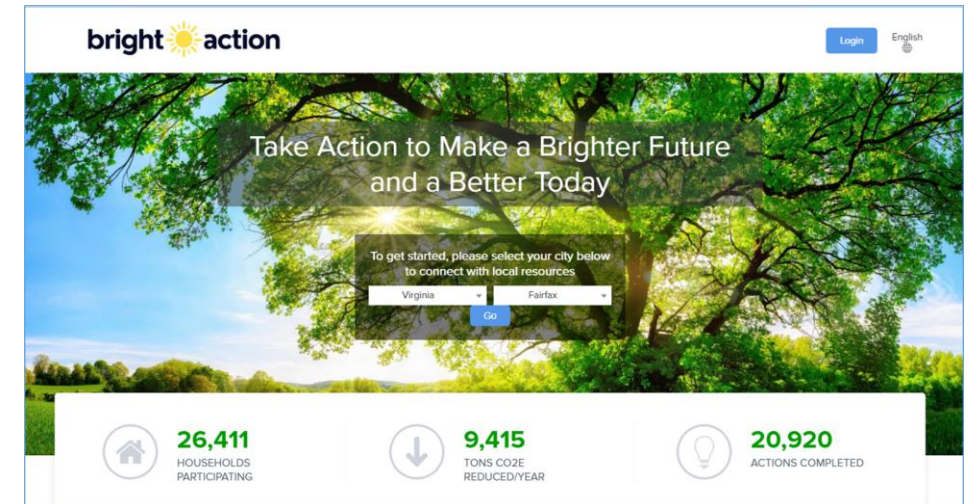 bright action
Login
English
Take Action to Make a Brighter Future
and a Better Today
To get started, please select your city below
to connect with local resources
Virginia
Fairfax
Go
26,411
HOUSEHOLDS
PARTICIPATING
9,415
TONS CO2E
REDUCED/YEAR
20,920
ACTIONS COMPLETED